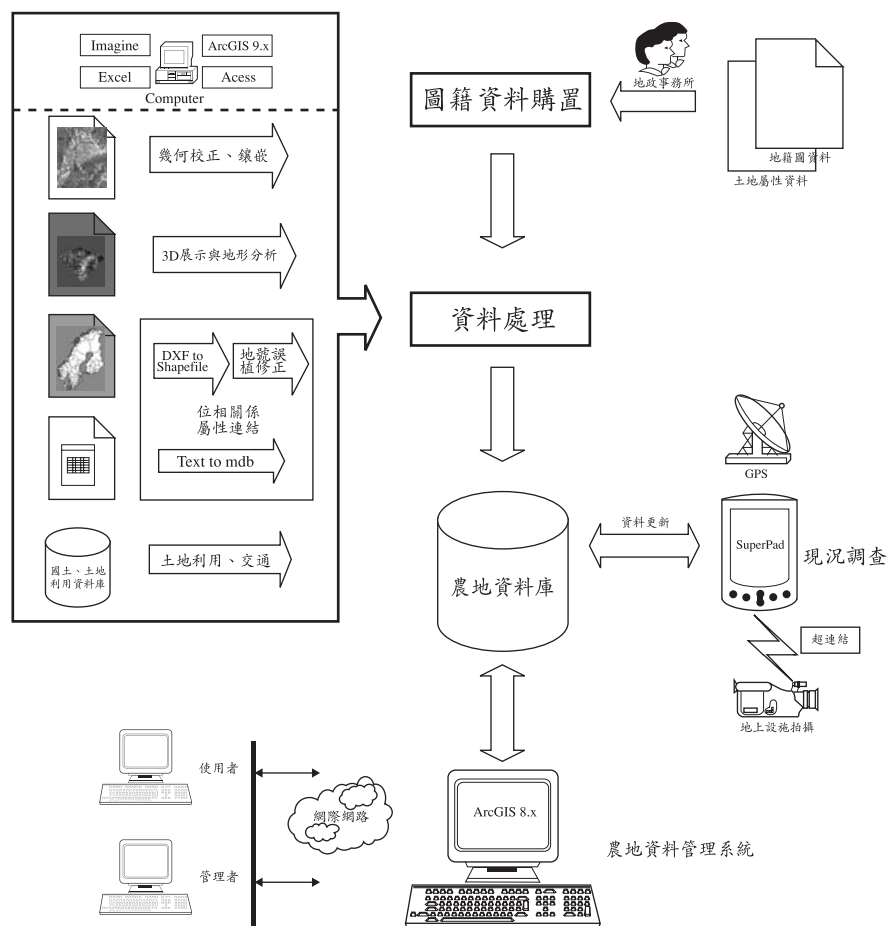 Imagine
ArcGIS 9.x
Excel
Acess
Computer
幾何校正、鑲嵌
3D展示與地形分析
DXF to
Shapefile
地號誤
植修正
位相關係
屬性連結
Text to mdb
國土、土地
利用資料庫
土地利用、交通
圖籍資料購置
地政事務所
地籍圖資料
土地屬性資料
資料處理
農地資料庫
資料更新
GPS
SuperPad
現況調查
超連結
地上設施拍攝
使用者
管理者
網際網路
ArcGIS 8.x
農地資料管理系統